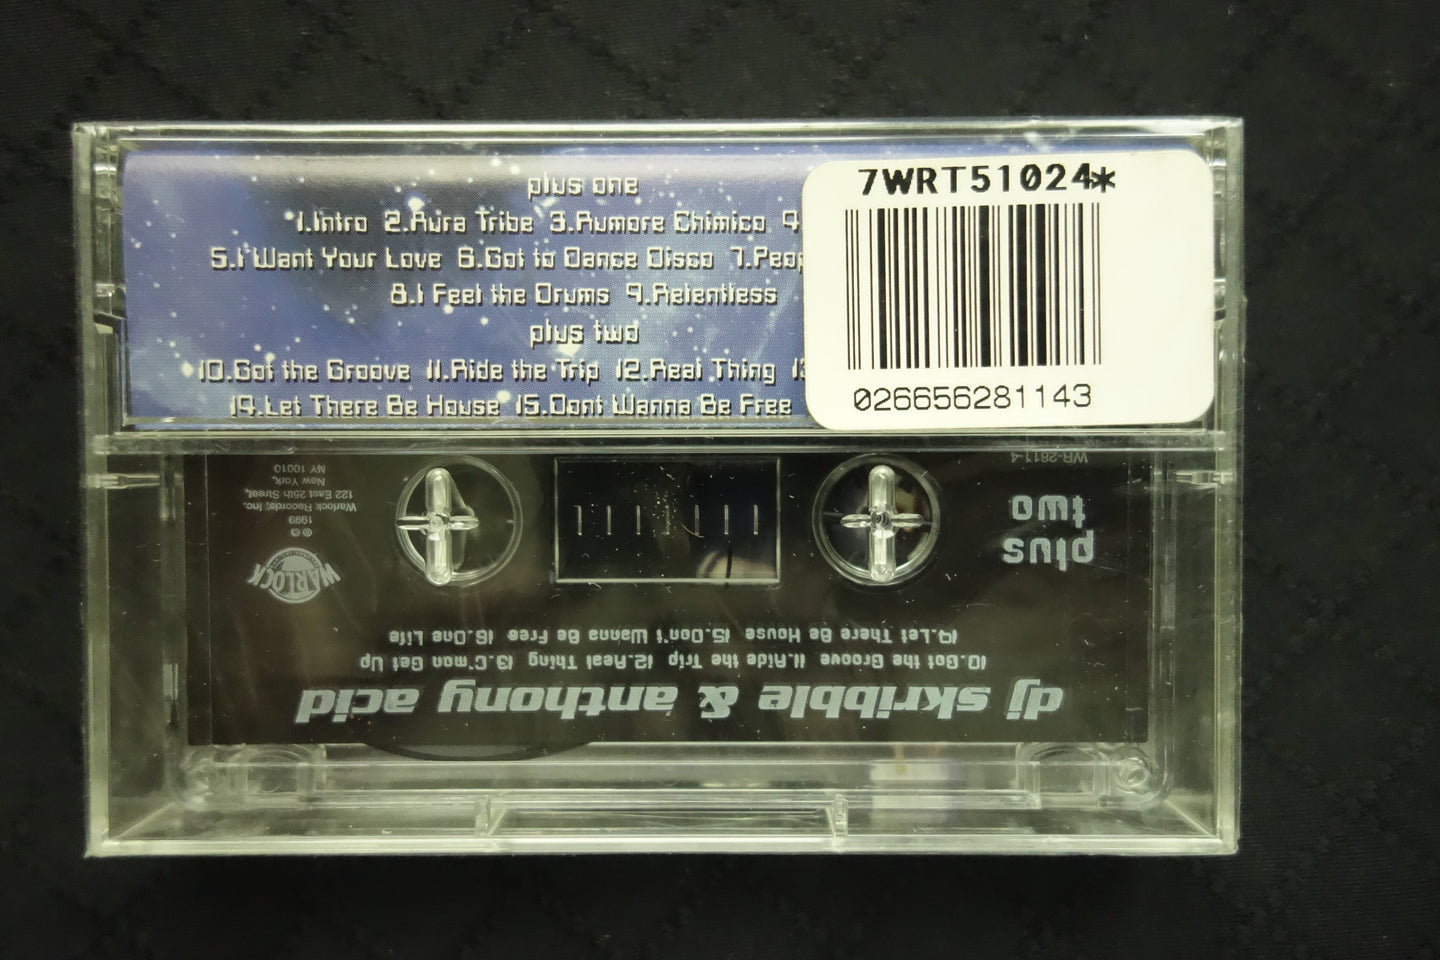 plus one
1.Intro 2.Aura Tribe 3.Rumore Chimico
5.I Want Your Love 6.Got to Dance Disco 7.
8.I Feel the Drums 9.Relentless
plus two
10.Got the Groove 11.Ride the Trip 12.Real Thing
14.Let There Be House 15.Dont Wanna Be Free
7WRT51024*
026656281143
dj skribble & anthony acid
10.Got the Groove 11.Ride the Trip 12.Real Thing 13.C'mon Get Up
14.Let There Be House 15.Don't Wanna Be Free 16.One Life
plus
two
WR-2811-4
WARLOCK
℗ © 
1999
Warlock Records, Inc.
122 East 25th Street,
New York,
NY 10010